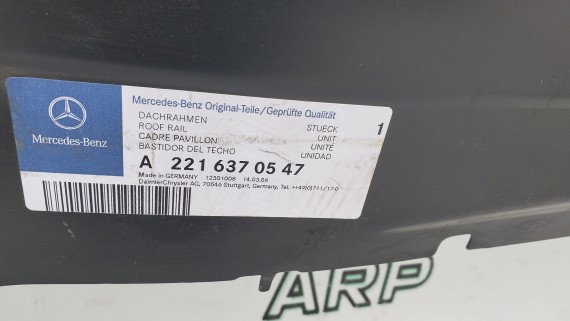 Mercedes-Benz
Mercedes-Benz Original-Teile/Geprüfte Qualität
DACHRAHMEN STUECK 1
ROOF RAIL UNIT
CADRE PAVILLON UNITÉ
BASTIDOR DEL TECHO UNIDAD
A 221 637 05 47
Made in GERMANY 12301008 14.03.06
DaimlerChrysler AG, 70546 Stuttgart, Germany, Tel. ++49(0)711/17-0
ARP